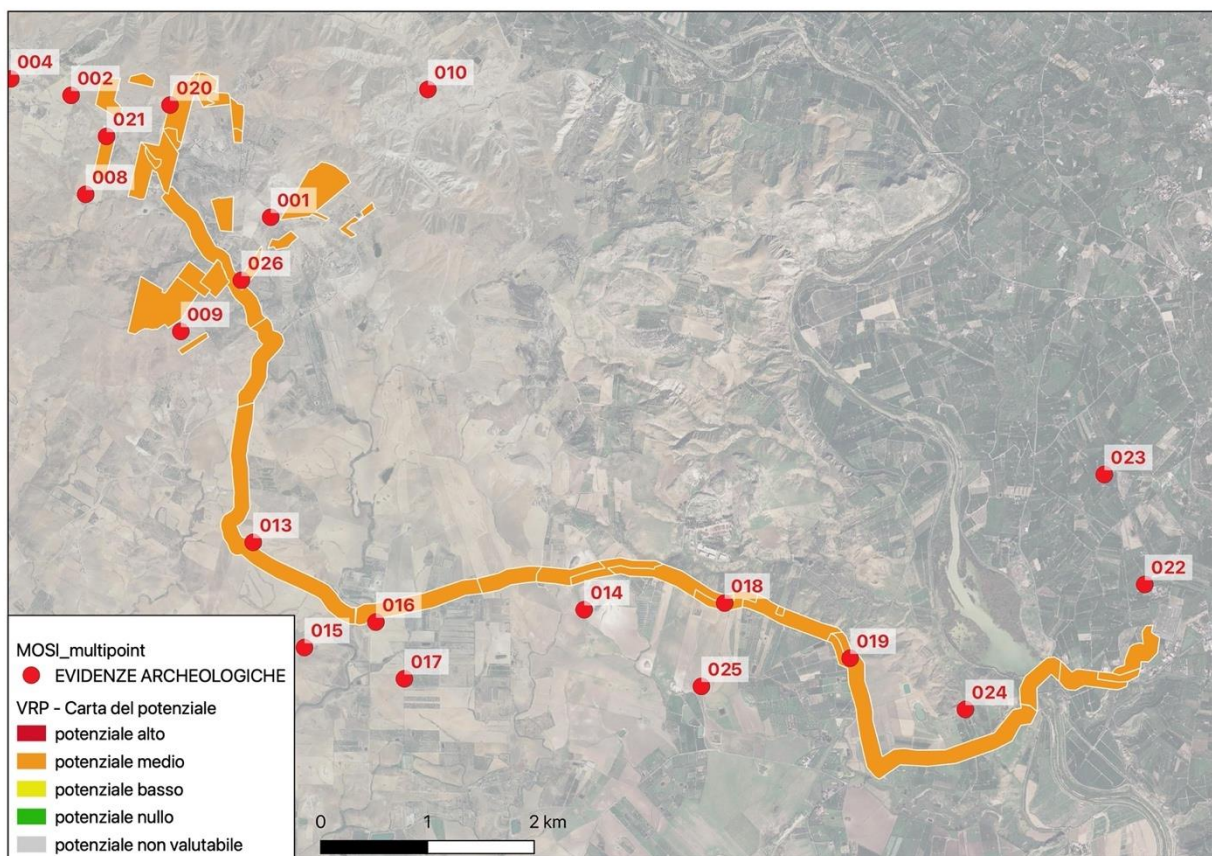 004
002
020
010
021
008
001
026
009
023
013
022
016
014
018
015
019
017
025
024
MOSI_multipoint
EVIDENZE ARCHEOLOGICHE
VRP - Carta del potenziale
potenziale alto
potenziale medio
potenziale basso
potenziale nullo
potenziale non valutabile
0 1 2 km